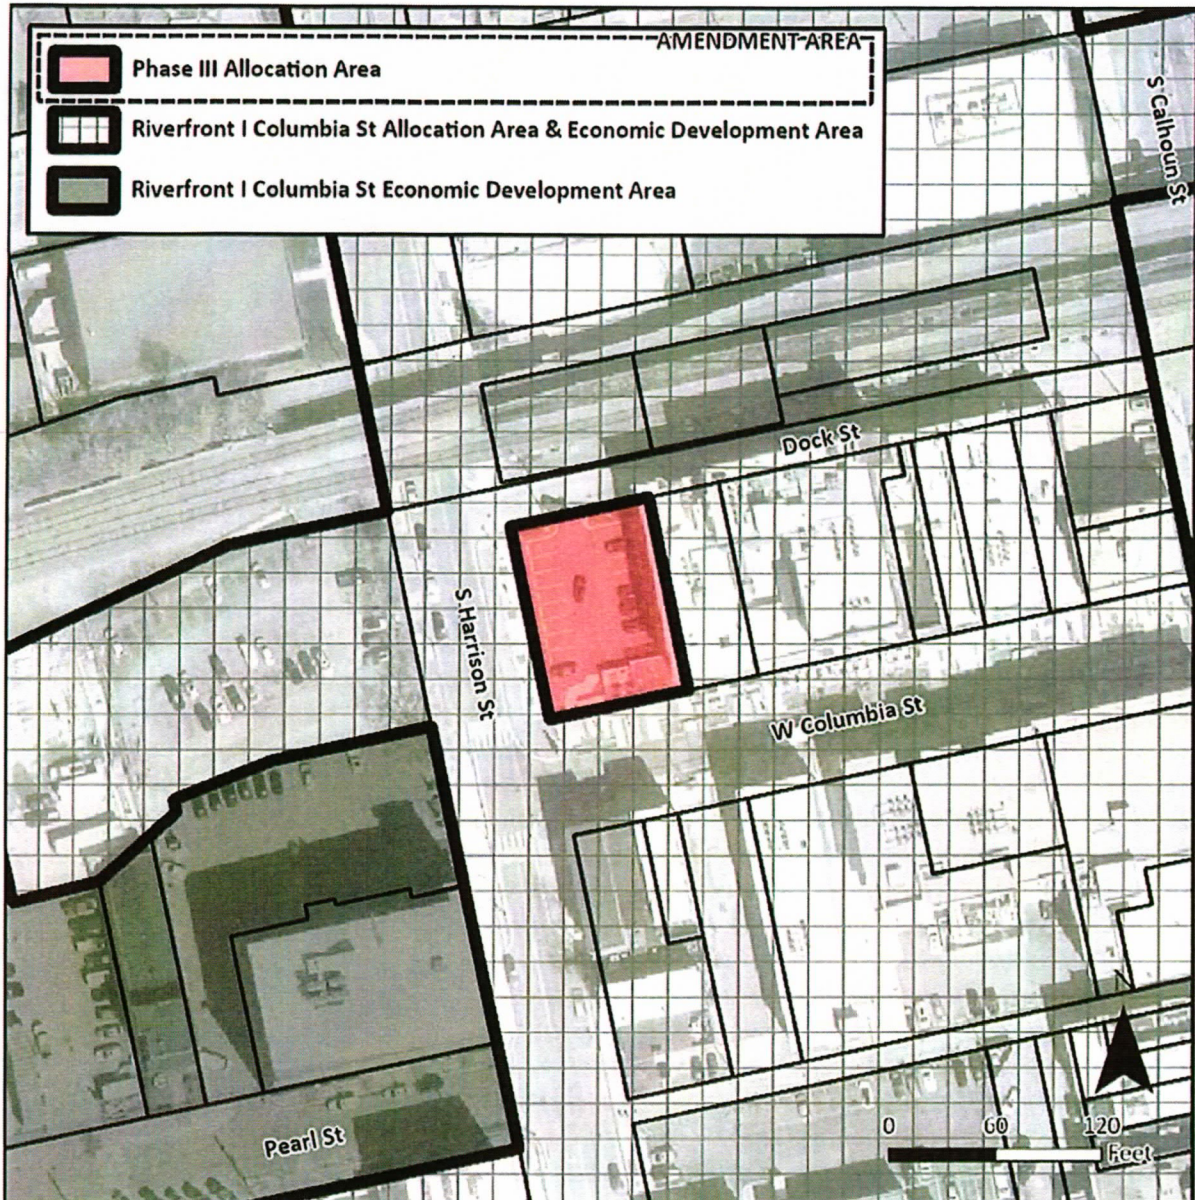 AMENDMENT AREA
Phase III Allocation Area
Riverfront I Columbia St Allocation Area & Economic Development Area
Riverfront I Columbia St Economic Development Area
S Calhoun St
Dock St
S Harrison St
W Columbia St
Pearl St
N
0 60 120
Feet